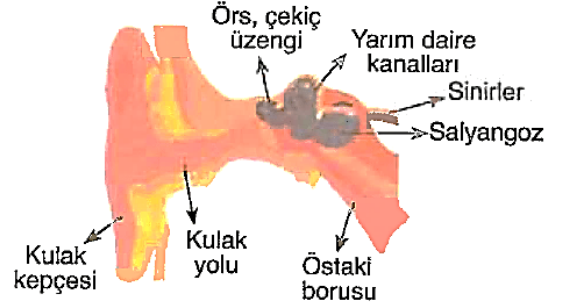 Örs, çekiç
üzengi
Yarım daire
kanalları
Sinirler
Salyangoz
Kulak
kepçesi
Kulak
yolu
Östaki
borusu